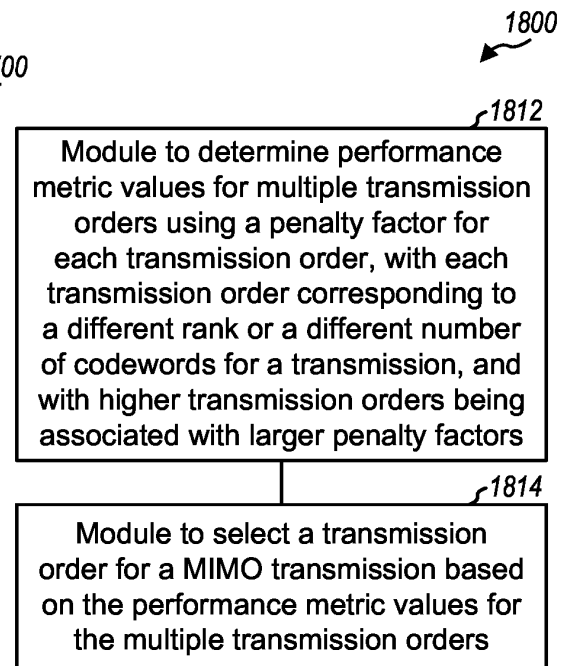 1800
00
1812
Module to determine performance
metric values for multiple transmission
orders using a penalty factor for
each transmission order, with each
transmission order corresponding to
a different rank or a different number
of codewords for a transmission, and
with higher transmission orders being
associated with larger penalty factors
1814
Module to select a transmission
order for a MIMO transmission based
on the performance metric values for
the multiple transmission orders